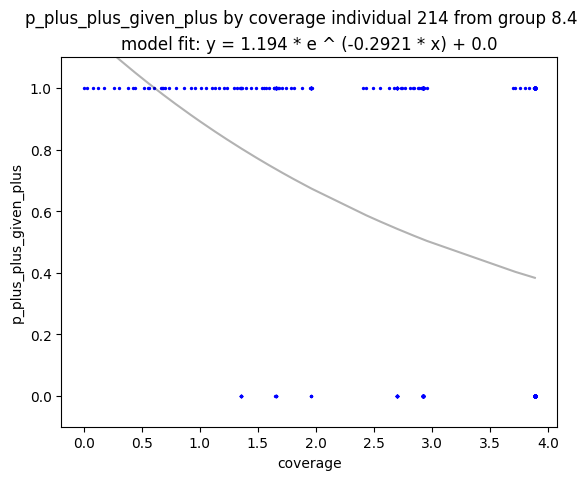 p_plus_plus_given_plus by coverage individual 214 from group 8.4
model fit: y = 1.194 * e ^ (-0.2921 * x) + 0.0
p_plus_plus_given_plus
1.0
0.8
0.6
0.4
0.2
0.0
0.0 0.5 1.0 1.5 2.0 2.5 3.0 3.5 4.0
coverage